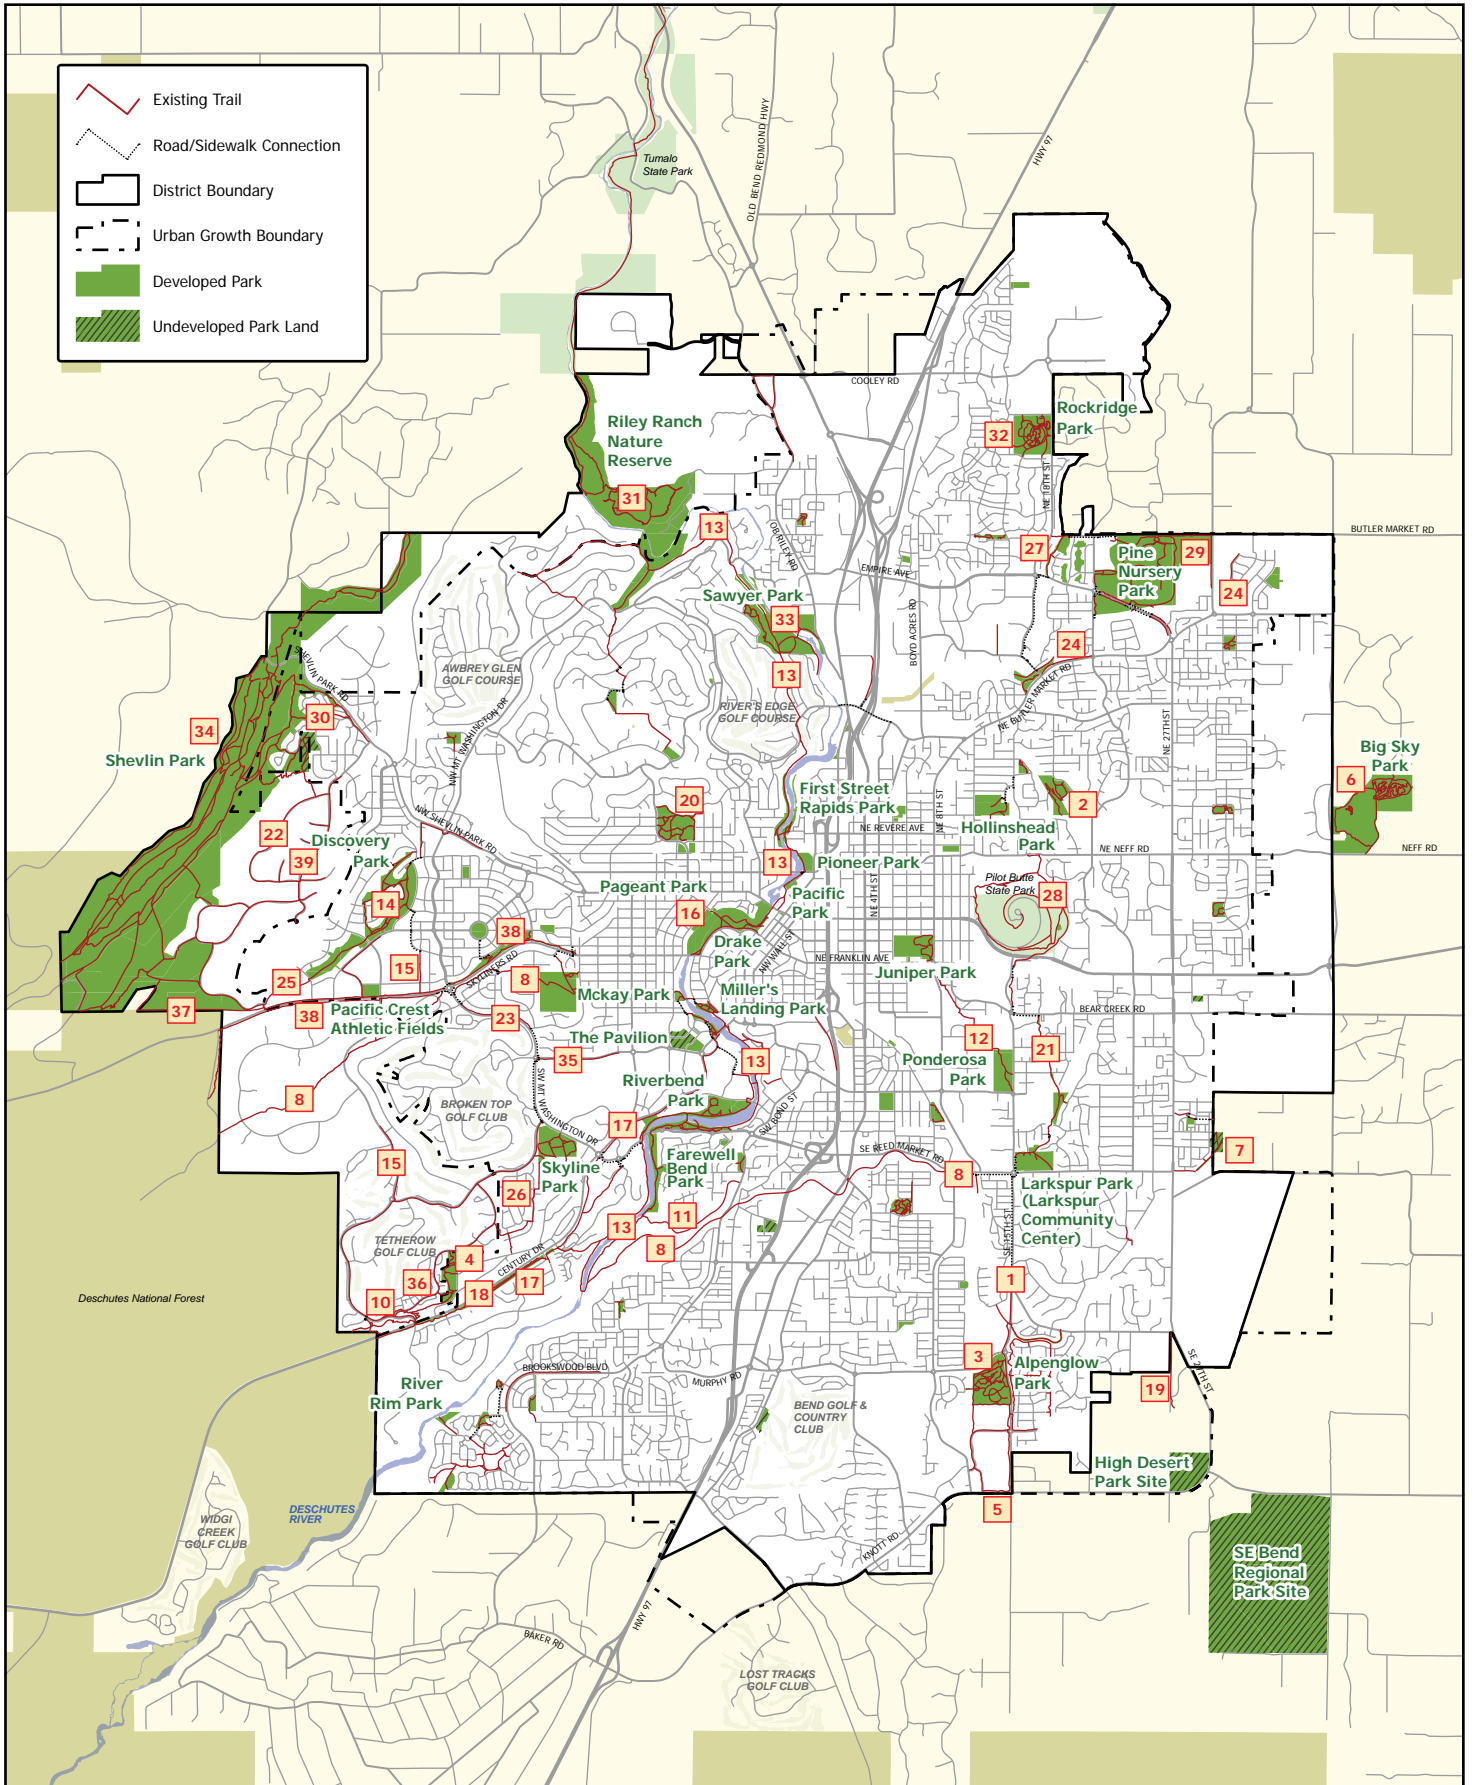 Existing Trail
Road/Sidewalk Connection
District Boundary
Urban Growth Boundary
Developed Park
Undeveloped Park Land
Tumalo
State Park
OLD BEND REDMOND HWY
HWY 97
COOLEY RD
Rockridge
Park
32
NE 18TH ST
Riley Ranch
Nature
Reserve
31
13
OB RILEY RD
EMPIRE AVE
BUTLER MARKET RD
27
Pine
Nursery
Park
29
24
Sawyer Park
33
BOYD ACRES RD
24
NE BUTLER MARKET RD
13
RIVER'S EDGE
GOLF COURSE
AWBREY GLEN
GOLF COURSE
SHEVLIN PARK RD
30
34
Shevlin Park
NW MT WASHINGTON DR
NE 27TH ST
Big Sky
Park
6
First Street
Rapids Park
20
NE 8TH ST
2
NE REVERE AVE
Hollinshead
Park
NE NEFF RD
NEFF RD
22
39
Discovery
Park
NW SHEVLIN PARK RD
13
Pioneer Park
Pageant Park
Pacific
Park
NE 4TH ST
Pilot Butte
State Park
28
14
16
38
Drake
Park
NW WALL ST
NE FRANKLIN AVE
Juniper Park
15
SKYLINERS RD
8
25
Mckay Park
Miller's
Landing Park
BEAR CREEK RD
37
38
Pacific Crest
Athletic Fields
23
The Pavilion
12
21
35
13
Ponderosa
Park
Riverbend
Park
8
BROKEN TOP
GOLF CLUB
SW MT WASHINGTON DR
17
SW BOND ST
SE REED MARKET RD
7
15
Skyline
Park
Farewell
Bend
Park
8
Larkspur Park
(Larkspur
Community
Center)
26
13
11
SE 15TH ST
TETHEROW
GOLF CLUB
4
CENTURY DR
8
36
17
18
10
1
Deschutes National Forest
3
Alpenglow
Park
SE 27TH ST
19
BROOKSWOOD BLVD
MURPHY RD
River
Rim Park
BEND GOLF &
COUNTRY
CLUB
High Desert
Park Site
5
DESCHUTES
RIVER
WIDGI
CREEK
GOLF CLUB
KNOTT RD
SE Bend
Regional
Park Site
HWY 97
BAKER RD
LOST TRACKS
GOLF CLUB